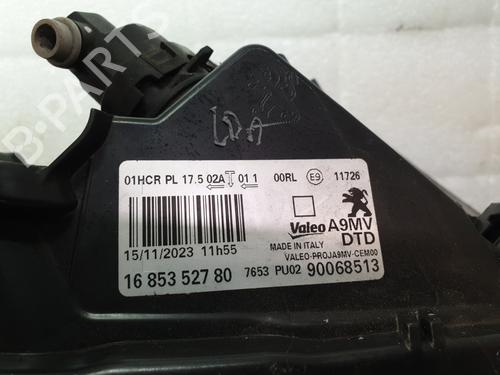 B-PARTS
LDA
01HCR PL 17.5 02A 01 1 00RL E9 11726
Valeo A9MV
MADE IN ITALY DTD
15/11/2023 11h55
VALEO-PROJA9MV-CEM00
16 853 527 80 7653 PU02 90068513